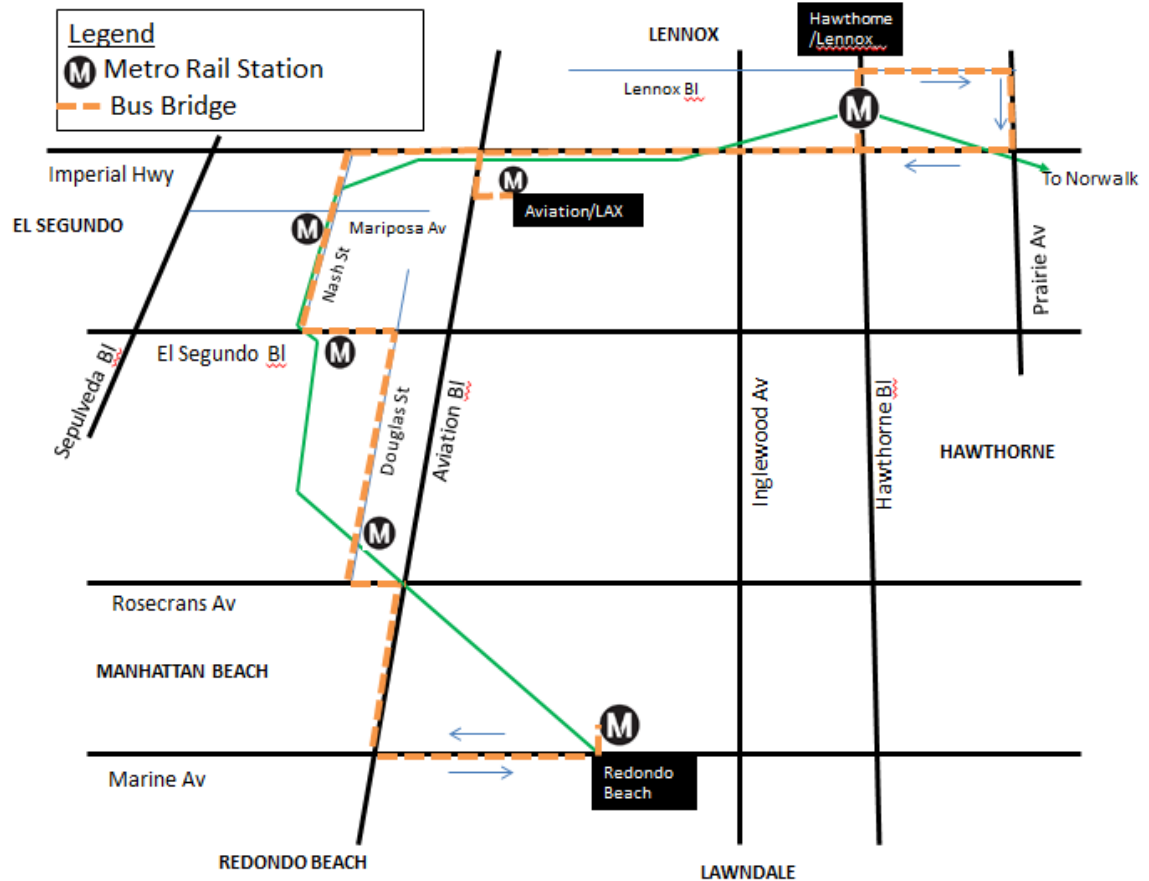 Legend
M Metro Rail Station
Bus Bridge
LENNOX
Hawthorne
/Lennox
Lennox Bl
M
Imperial Hwy
To Norwalk
M
Aviation/LAX
EL SEGUNDO
M
Mariposa Av
Nash St
Prairie Av
El Segundo Bl
M
Sepulveda Bl
Douglas St
Aviation Bl
Inglewood Av
Hawthorne Bl
HAWTHORNE
M
Rosecrans Av
MANHATTAN BEACH
M
Marine Av
Redondo
Beach
REDONDO BEACH
LAWNDALE